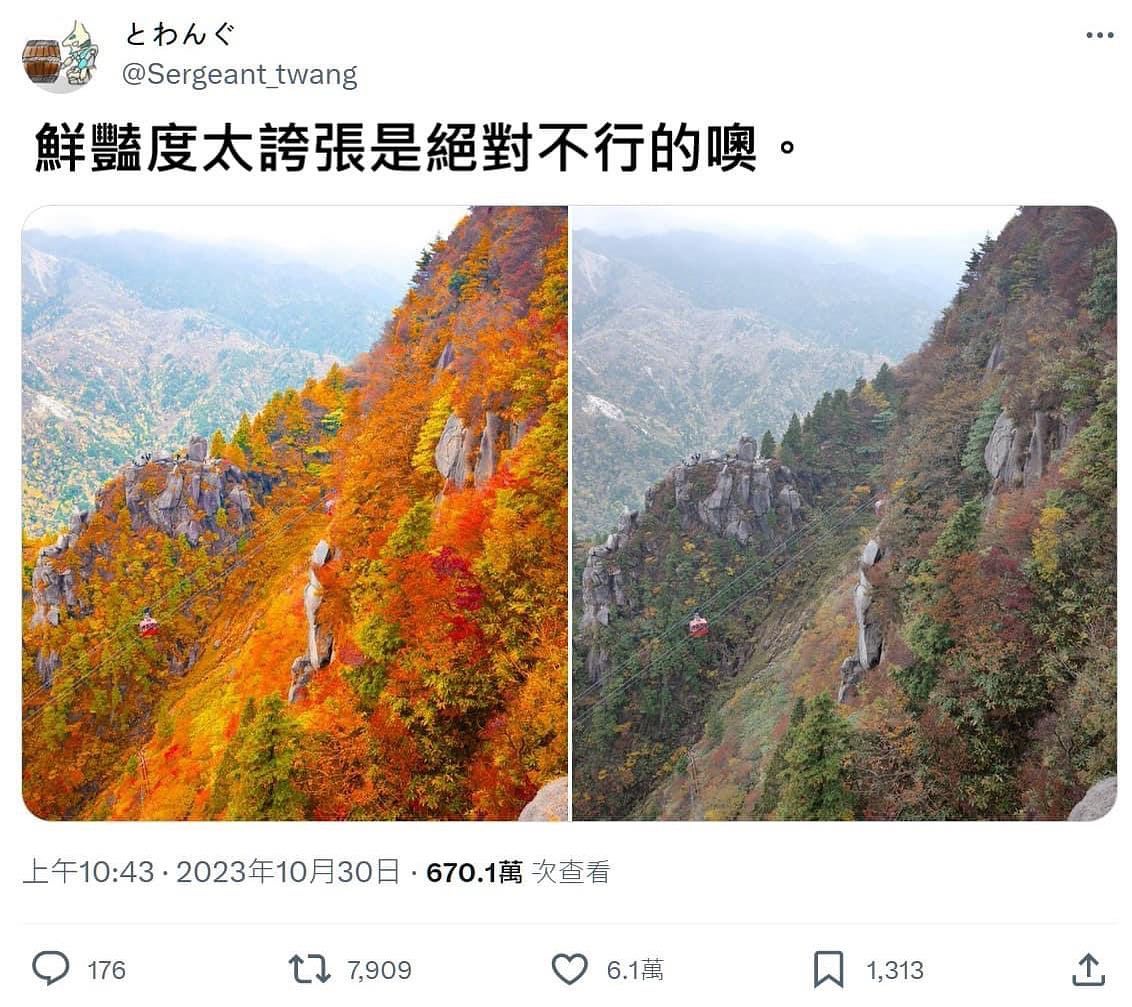 とわんぐ
@Sergeant_twang
鮮豔度太誇張是絕對不行的噢。
上午10:43 · 2023年10月30日 · 670.1萬 次查看
176 7,909 6.1萬 1,313